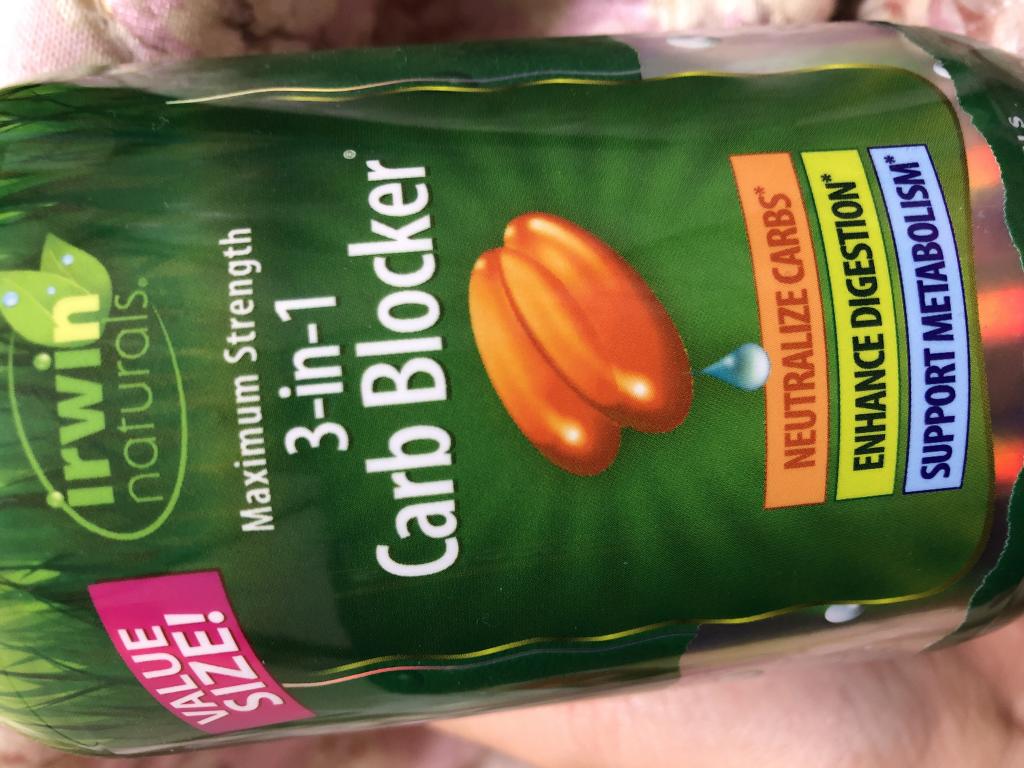 irwin
naturals®
VALUE
SIZE!
Maximum Strength
3-in-1
Carb Blocker®
NEUTRALIZE CARBS*
ENHANCE DIGESTION*
SUPPORT METABOLISM*